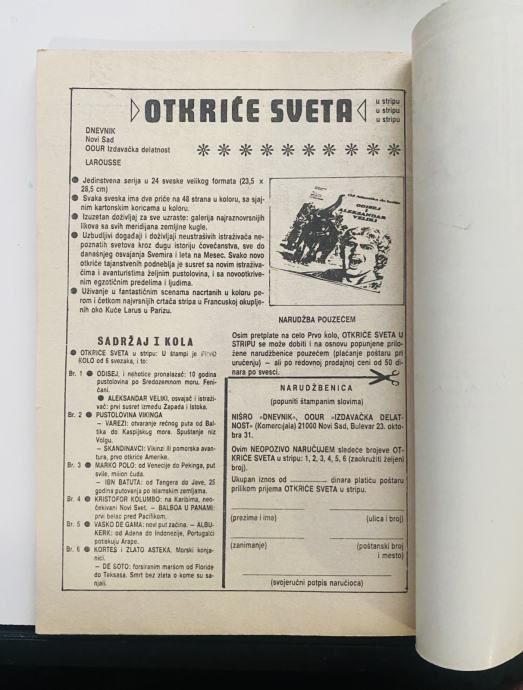 OTKRIĆE SVETA
u stripu
u stripu
u stripu
DNEVNIK
Novi Sad
OOUR Izdavačka delatnost
LAROUSSE
● Jedinstvena serija u 24 sveske velikog formata (23,5 x
28,5 cm)
● Svaka sveska ima dve priče na 48 strana u koloru, sa sjaj-
nim kartonskim koricama u koloru.
● Izuzetan doživljaj za sve uzraste: galerija najraznovrsnijih
likova sa svih meridijana zemljine kugle.
● Uzbudljivi događaji i doživljaji neustrašivih istraživača ne-
poznatih svetova kroz dugu istoriju čovečanstva, sve do
današnjeg osvajanja Svemira i leta na Mesec. Svako novo
otkriće tajanstvenih podneblja je susret sa novim istraživa-
čima i avanturistima željnim pustolovina, i sa novootkrive-
nim egzotičnim predelima i ljudima.
● Uživanje u fantastičnim scenama nacrtanih u koloru pe-
rom i četkom najvrsnijih crtača stripa u Francuskoj okuplje-
nih oko Kuće Larus u Parizu.
ODISEJ
I
ALEKSANDAR
VELIKI
SADRŽAJ I KOLA
● OTKRIĆE SVETA u stripu: U štampi je PRVO
KOLO od 6 svezaka, i to:
Br. 1 ● ODISEJ, i nehotice pronalazač: 10 godina
pustolovina po Sredozemnom moru. Feni-
čani.
● ALEKSANDAR VELIKI, osvajač i istraži-
vač: prvi susret između Zapada i Istoka.
Br. 2 ● PUSTOLOVINA VIKINGA
– VAREZI: otvaranje rečnog puta od Bal-
tika do Kaspijskog mora. Spuštanje niz
Volgu.
– SKANDINAVCI: Vikinzi ili pomorska avan-
tura, prvo otkriće Amerike.
Br. 3 ● MARKO POLO: od Venecije do Pekinga, put
svile, milion čuda.
– IBN BATUTA: od Tangera do Jave, 25
godina putovanja po islamskim zemljama.
Br. 4 ● KRISTOFOR KOLUMBO: na Karibima, neo-
čekivani Novi Svet. – BALBOA U PANAMI:
prvi belac pred Pacifikom.
Br. 5 ● VASKO DE GAMA: novi put začina. – ALBU-
KERK: od Adena do Indonezije, Portugalci
potiskuju Arape.
Br. 6 ● KORTES i ZLATO ASTEKA, Morski konja-
nici.
– DE SOTO: forsiranim maršom od Floride
do Teksasa. Smrt bez zlata o kome su sa-
njali.
NARUDŽBA POUZEĆEM
Osim pretplate na celo Prvo kolo, OTKRIĆE SVETA U
STRIPU se može dobiti i na osnovu popunjene prilo-
žene narudžbenice pouzećem (plaćanje poštaru pri
uručenju) – ali po redovnoj prodajnoj ceni od 50 di-
nara po svesci.
NARUDŽBENICA
(popuniti štampanim slovima)
NIŠRO »DNEVNIK«, OOUR »IZDAVAČKA DELAT-
NOST« (Komercijala) 21000 Novi Sad, Bulevar 23. okto-
bra 31.
Ovim NEOPOZIVO NARUČUJEM sledeće brojeve OT-
KRIĆE SVETA u stripu: 1, 2, 3, 4, 5, 6 (zaokružiti željeni
broj).
Ukupan iznos od ______ dinara platiću poštaru
prilikom prijema OTKRIĆE SVETA u stripu.
(prezime i ime) (ulica i broj)
(zanimanje) (poštanski broj
i mesto)
(svojeručni potpis naručioca)